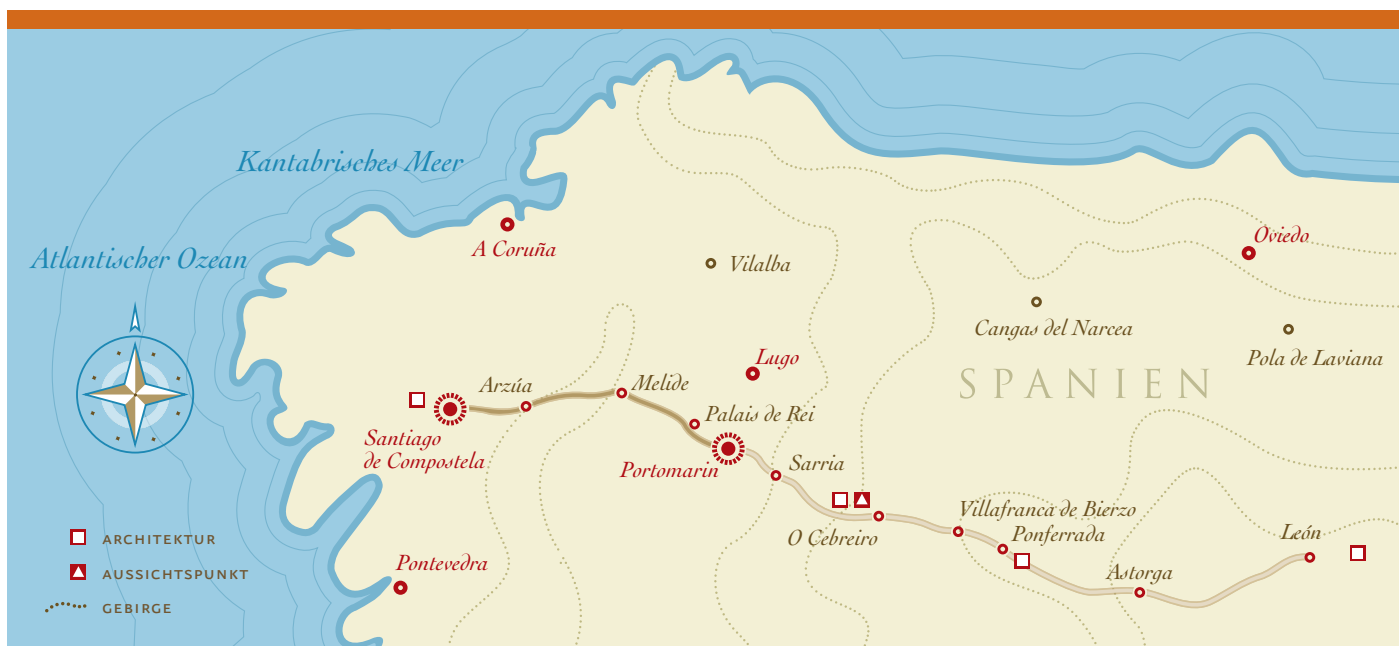 Kantabrisches Meer
Atlantischer Ozean
A Coruña
Vilalba
Oviedo
Cangas del Narcea
Pola de Laviana
SPANIEN
Lugo
Arzúa
Melide
Palais de Rei
Santiago
de Compostela
Portomarin
Sarria
O Cebreiro
Villafranca de Bierzo
Ponferrada
León
Astorga
Pontevedra
ARCHITEKTUR
AUSSICHTSPUNKT
GEBIRGE